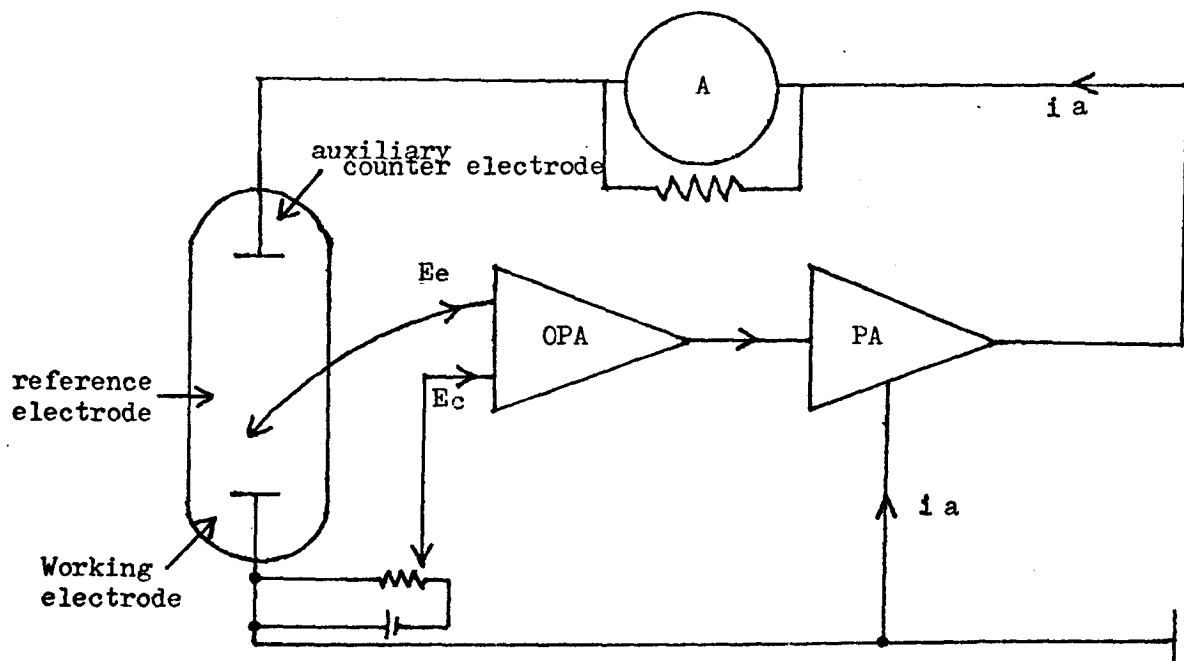 A
i a
auxiliary
counter electrode
Ee
OPA
PA
reference
electrode
Ec
i a
Working
electrode